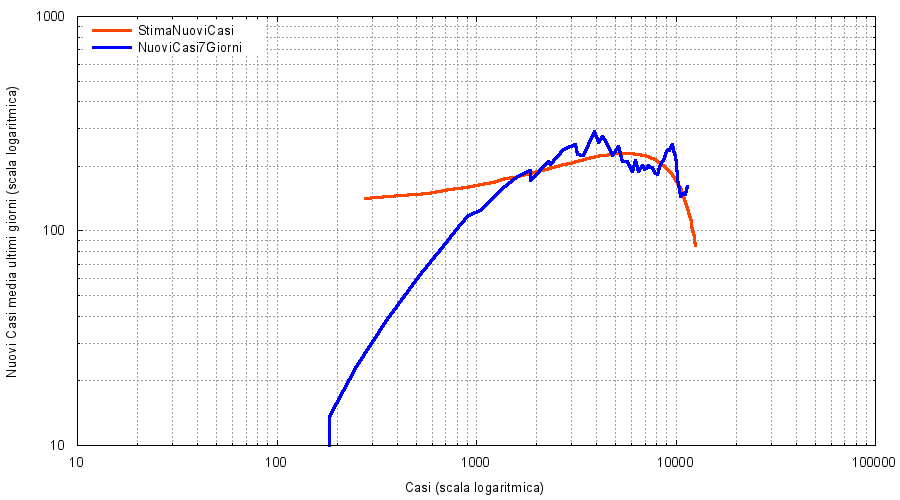 1000
StimaNuoviCasi
NuoviCasi7Giorni
Nuovi Casi media ultimi giorni (scala logaritmica)
100
10
10
100
1000
10000
100000
Casi (scala logaritmica)